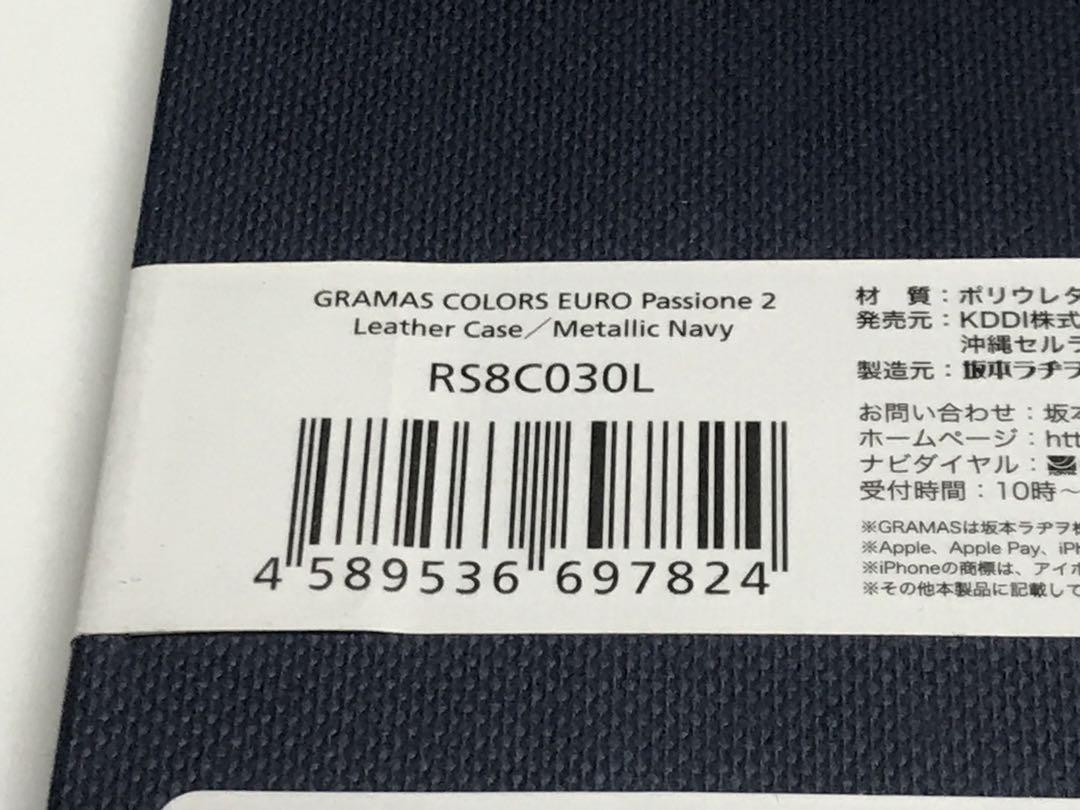 GRAMAS COLORS EURO Passione 2
Leather Case／Metallic Navy
RS8C030L
4 589536 697824
材　質：ポリウレタ
発売元：KDDI株式
沖縄セルラ
製造元：坂本ラヂヲ
お問い合わせ：坂本
ホームページ：htt
ナビダイヤル：
受付時間：10時～
※GRAMASは坂本ラヂヲ株
※Apple、Apple Pay、iPh
※iPhoneの商標は、アイホ
※その他本製品に記載して